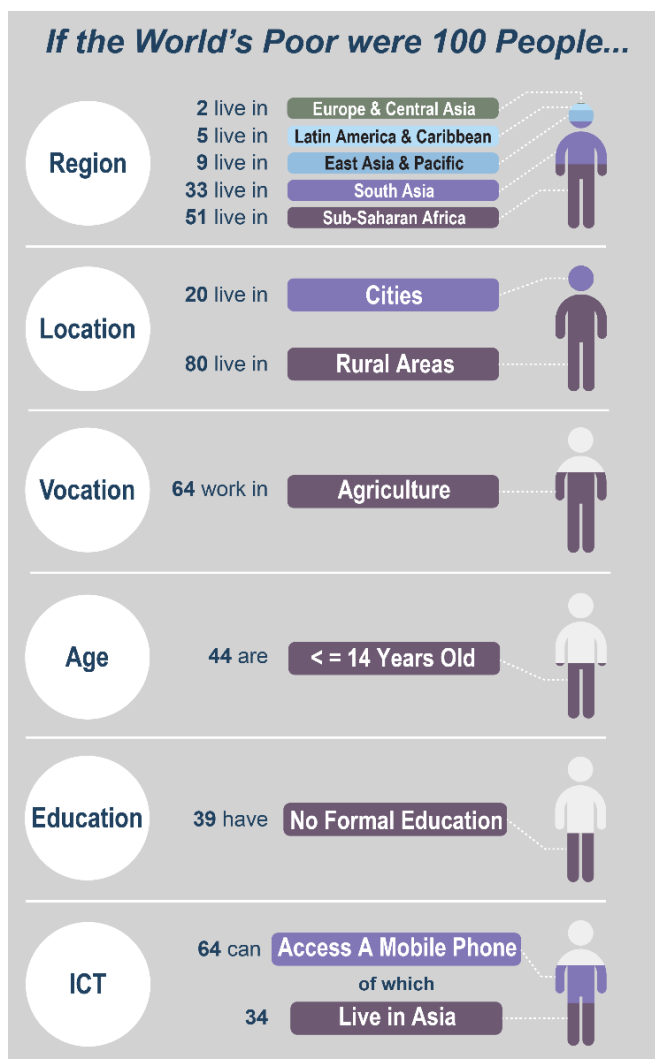 If the World's Poor were 100 People...
Region
2 live in Europe & Central Asia
5 live in Latin America & Caribbean
9 live in East Asia & Pacific
33 live in South Asia
51 live in Sub-Saharan Africa
Location
20 live in Cities
80 live in Rural Areas
Vocation
64 work in Agriculture
Age
44 are < = 14 Years Old
Education
39 have No Formal Education
ICT
64 can Access A Mobile Phone
of which
34 Live in Asia